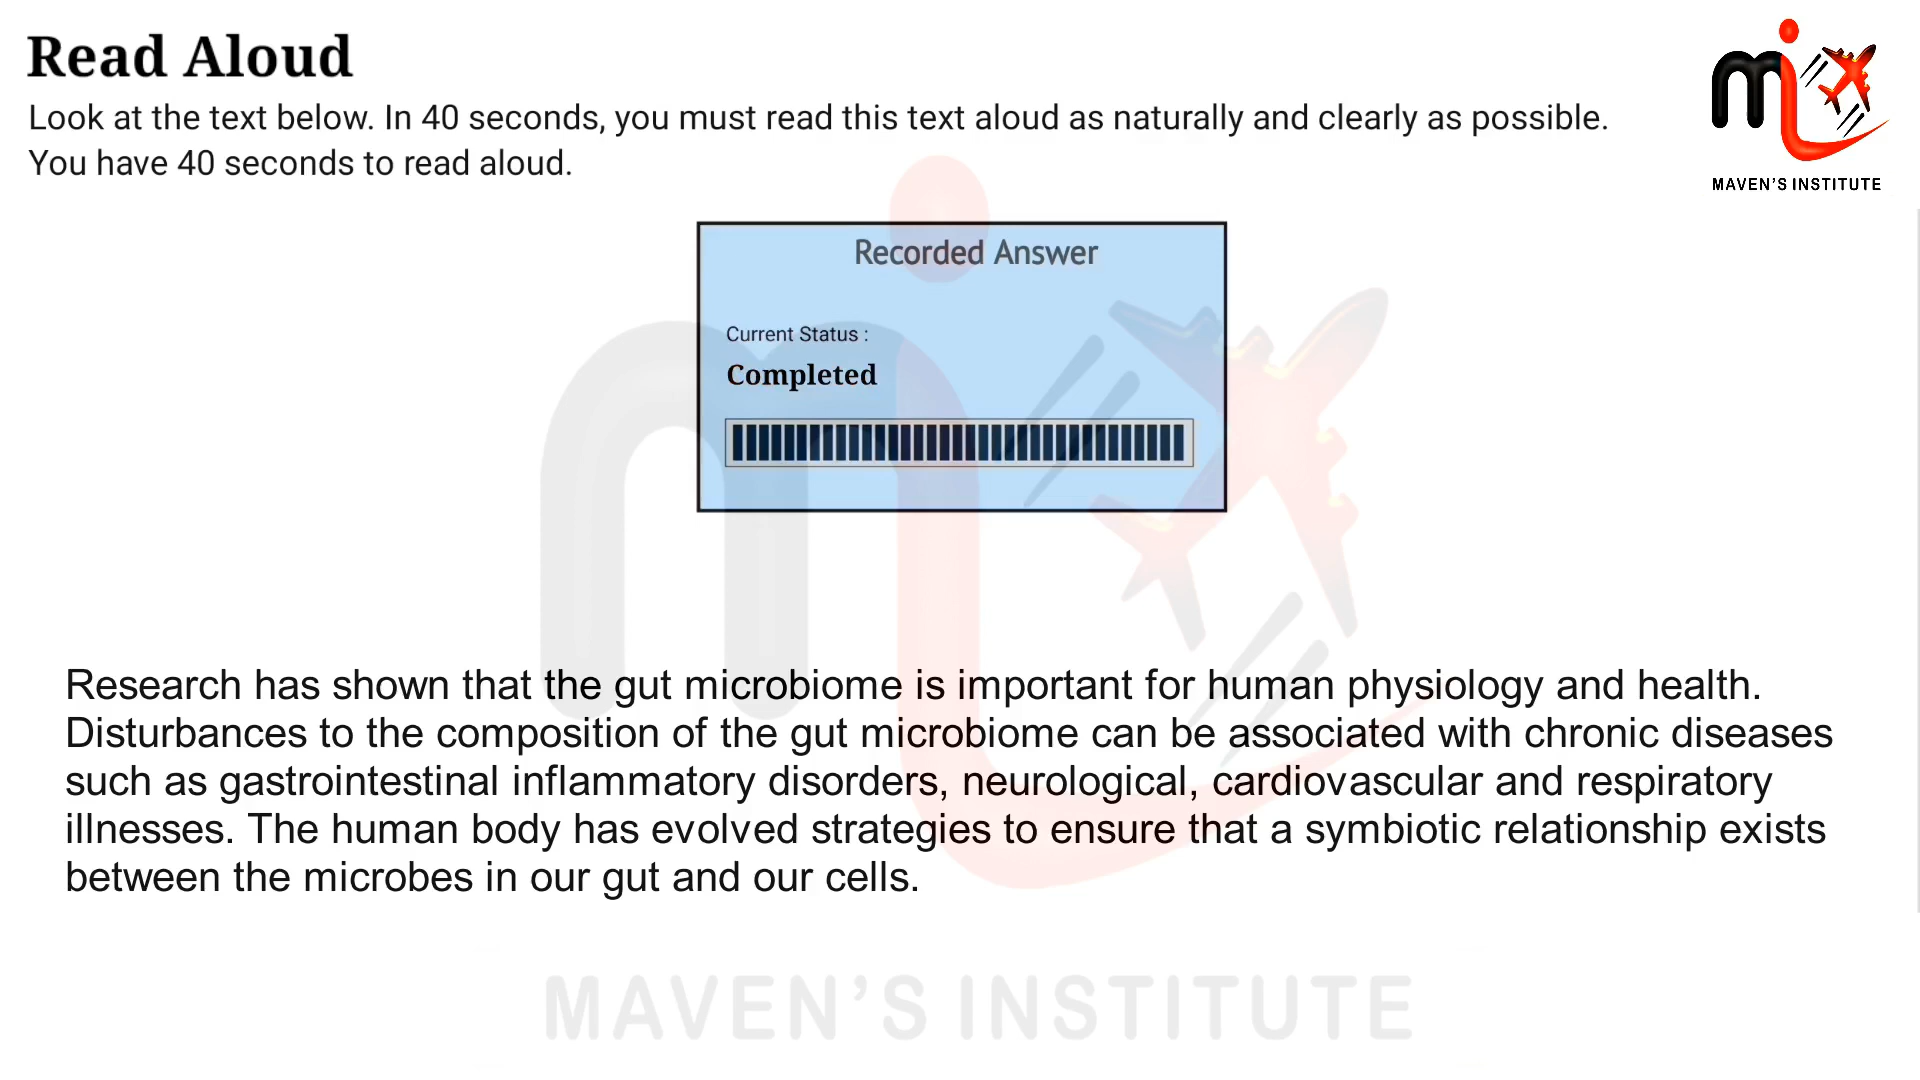 Read Aloud
Look at the text below. In 40 seconds, you must read this text aloud as naturally and clearly as possible.
You have 40 seconds to read aloud.
mi
MAVEN'S INSTITUTE
Recorded Answer
Current Status :
Completed
Research has shown that the gut microbiome is important for human physiology and health.
Disturbances to the composition of the gut microbiome can be associated with chronic diseases
such as gastrointestinal inflammatory disorders, neurological, cardiovascular and respiratory
illnesses. The human body has evolved strategies to ensure that a symbiotic relationship exists
between the microbes in our gut and our cells.
MAVEN'S INSTITUTE